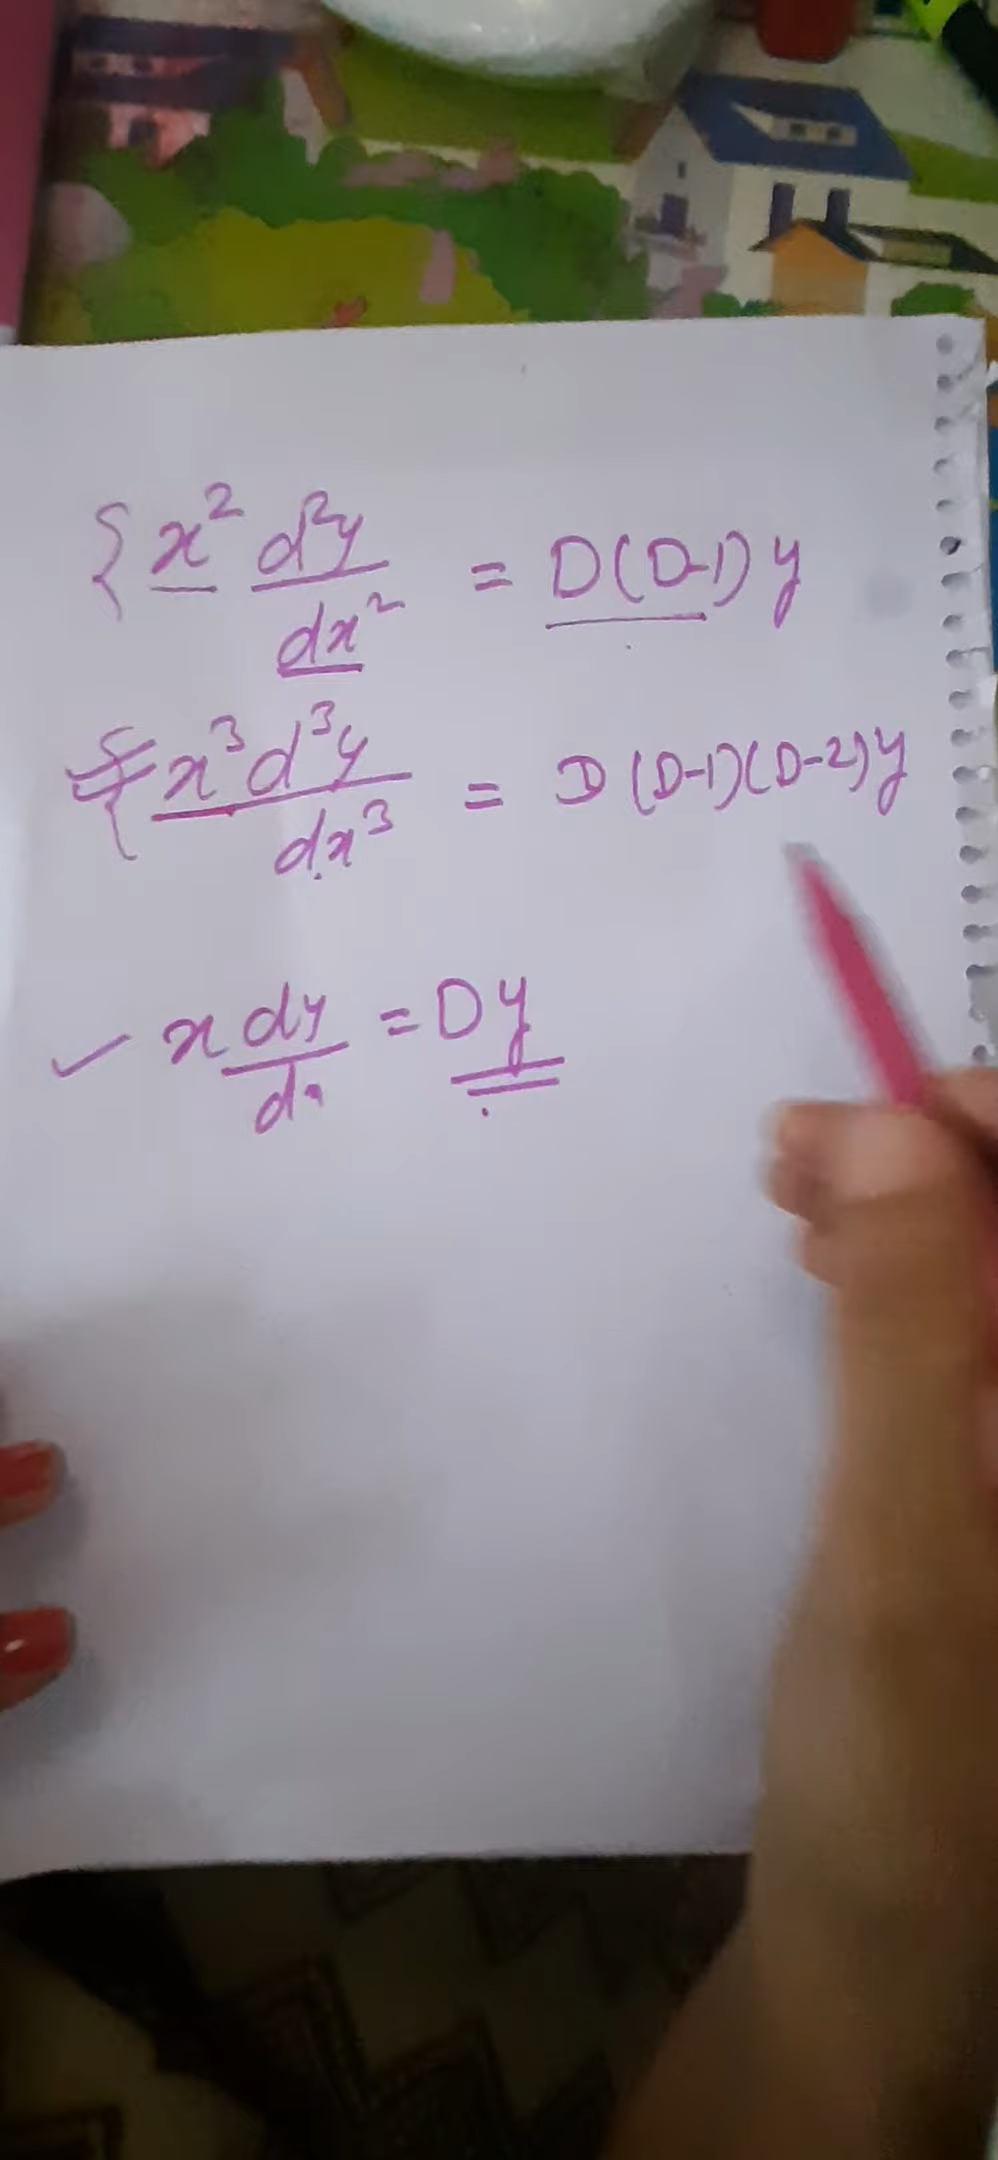 { x² d²y/dx² = D(D-1)y
{ x³ d³y/dx³ = D(D-1)(D-2)y
✓ x dy/dx = Dy